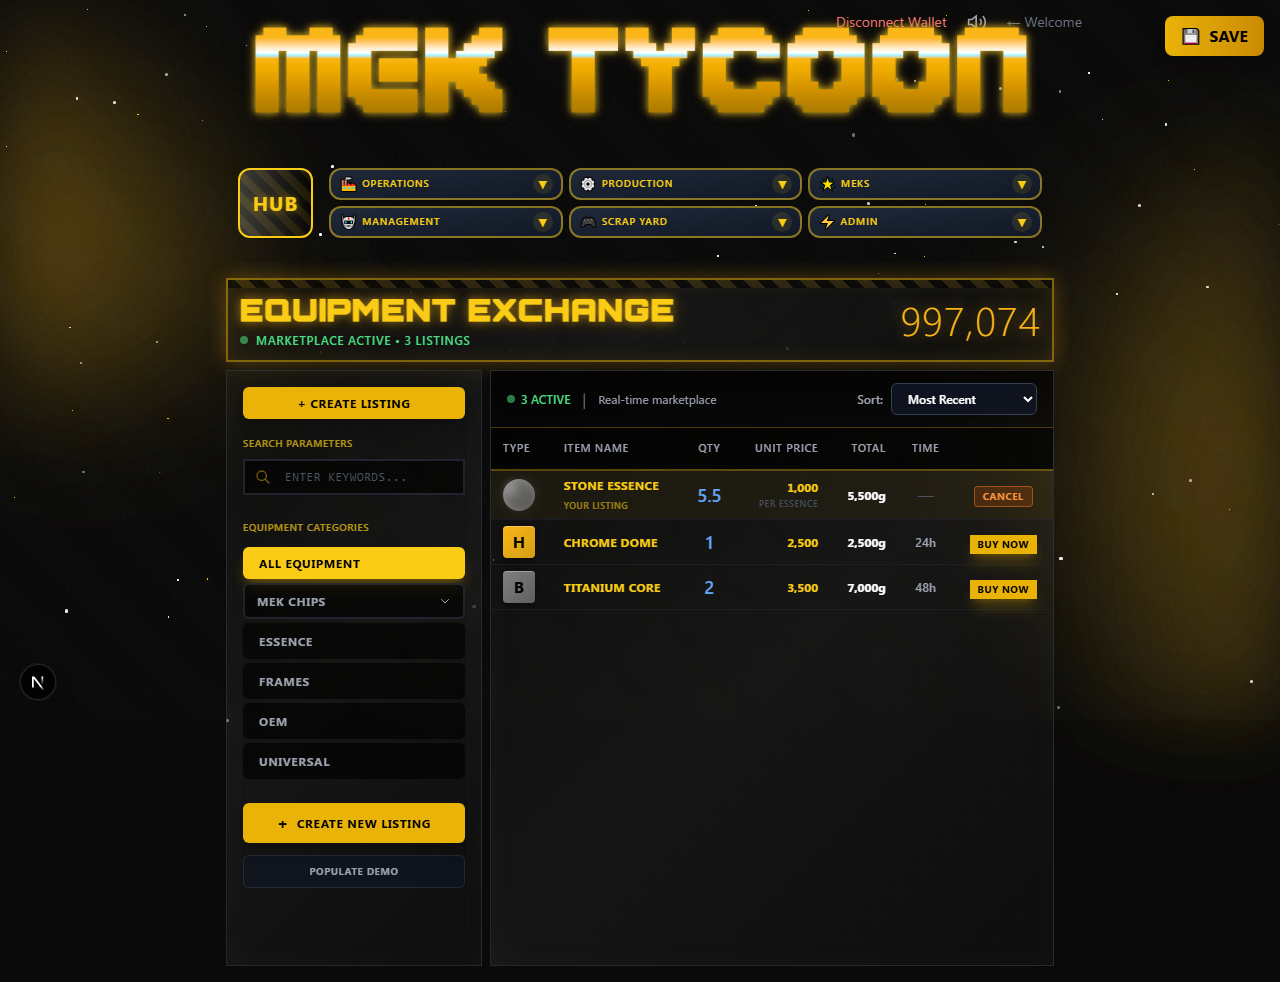 Disconnect Wallet ← Welcome
SAVE
MEK TYCOON
HUB
OPERATIONS ▼
PRODUCTION ▼
MEKS ▼
MANAGEMENT ▼
SCRAP YARD ▼
ADMIN ▼
EQUIPMENT EXCHANGE
MARKETPLACE ACTIVE • 3 LISTINGS
997,074
+ CREATE LISTING
SEARCH PARAMETERS
ENTER KEYWORDS...
EQUIPMENT CATEGORIES
ALL EQUIPMENT
MEK CHIPS
ESSENCE
FRAMES
OEM
UNIVERSAL
+ CREATE NEW LISTING
POPULATE DEMO
3 ACTIVE | Real-time marketplace Sort: Most Recent
TYPE ITEM NAME QTY UNIT PRICE TOTAL TIME
STONE ESSENCE 5.5 1,000 5,500g — CANCEL
YOUR LISTING PER ESSENCE
H CHROME DOME 1 2,500 2,500g 24h BUY NOW
B TITANIUM CORE 2 3,500 7,000g 48h BUY NOW
N